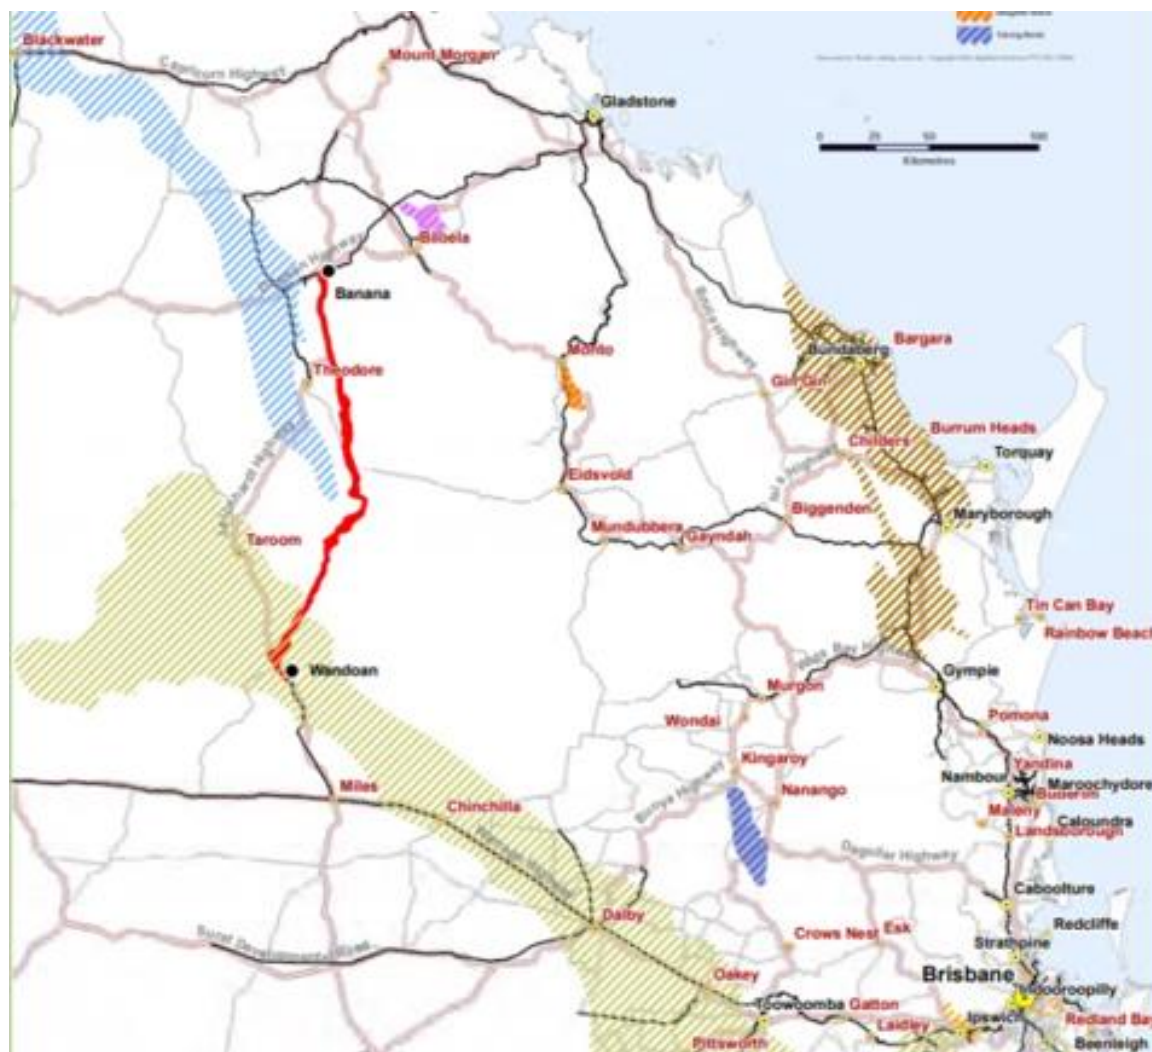 Blackwater
Capricorn Highway
Mount Morgan
Gladstone
0 25 50 100
Kilometres
Biloela
Banana
Monto
Bundaberg
Bargara
Theodore
Gin Gin
Childers
Burrum Heads
Torquay
Eidsvold
Biggenden
Maryborough
Mundubbera
Gayndah
Taroom
Tin Can Bay
Rainbow Beach
Wandoan
Gympie
Murgon
Wondai
Pomona
Noosa Heads
Kingaroy
Yandina
Nambour
Maroochydore
Buderim
Miles
Chinchilla
Nanango
Maleny
Caloundra
Landsborough
Caboolture
Dalby
Redcliffe
Crows Nest
Esk
Strathpine
Oakey
Brisbane
Toowoomba
Gatton
Ipswich
Redland Bay
Pittsworth
Laidley
Beenleigh